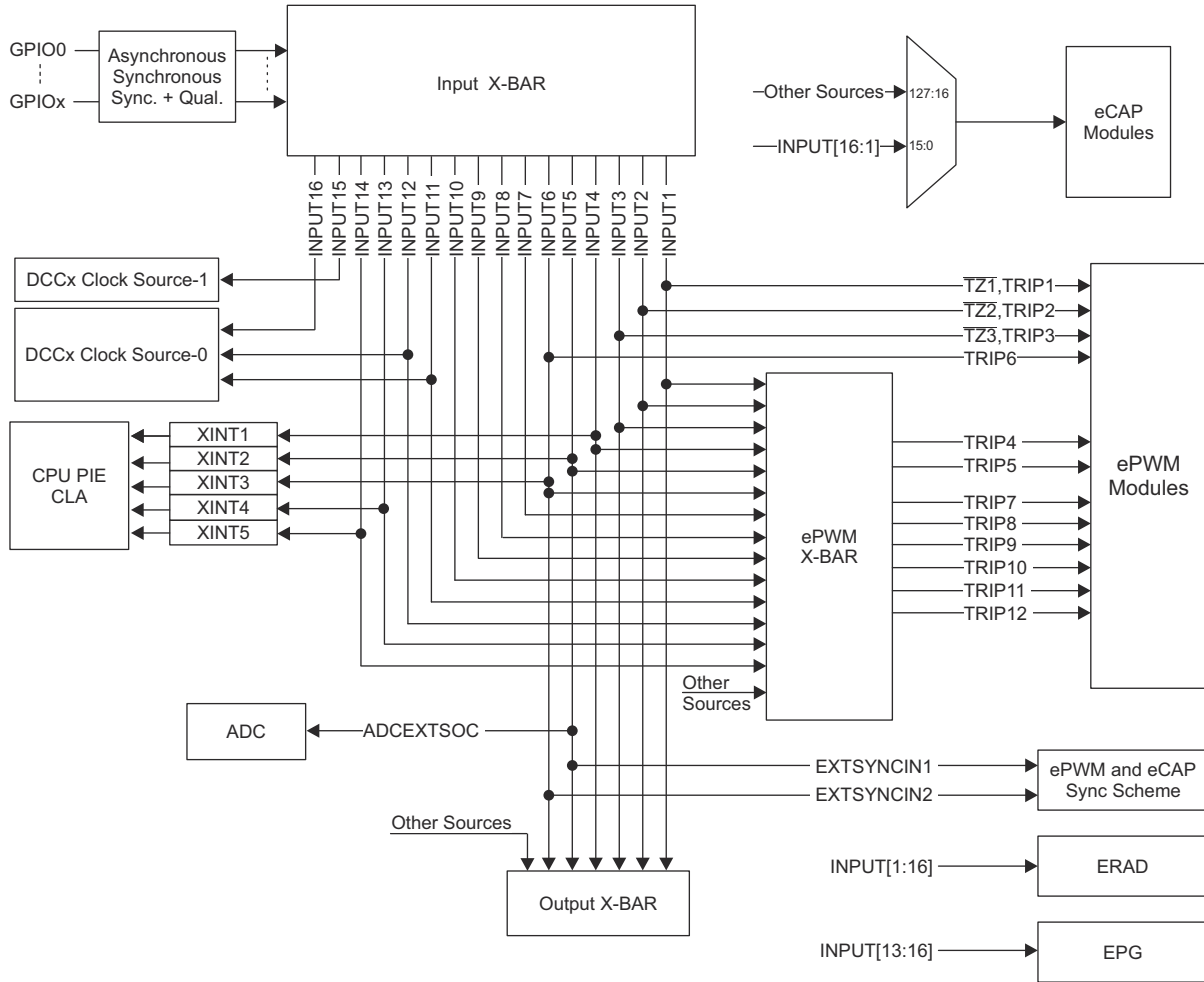 GPIO0
GPIOx
Asynchronous
Synchronous
Sync. + Qual.
Input X-BAR
Other Sources
INPUT[16:1]
127:16
15:0
eCAP
Modules
INPUT16
INPUT15
INPUT14
INPUT13
INPUT12
INPUT11
INPUT10
INPUT9
INPUT8
INPUT7
INPUT6
INPUT5
INPUT4
INPUT3
INPUT2
INPUT1
DCCx Clock Source-1
DCCx Clock Source-0
TZ1,TRIP1
TZ2,TRIP2
TZ3,TRIP3
TRIP6
CPU PIE
CLA
XINT1
XINT2
XINT3
XINT4
XINT5
ePWM
X-BAR
TRIP4
TRIP5
TRIP7
TRIP8
TRIP9
TRIP10
TRIP11
TRIP12
ePWM
Modules
Other
Sources
ADC
ADCEXTSOC
EXTSYNCIN1
EXTSYNCIN2
ePWM and eCAP
Sync Scheme
Other Sources
Output X-BAR
INPUT[1:16]
ERAD
INPUT[13:16]
EPG